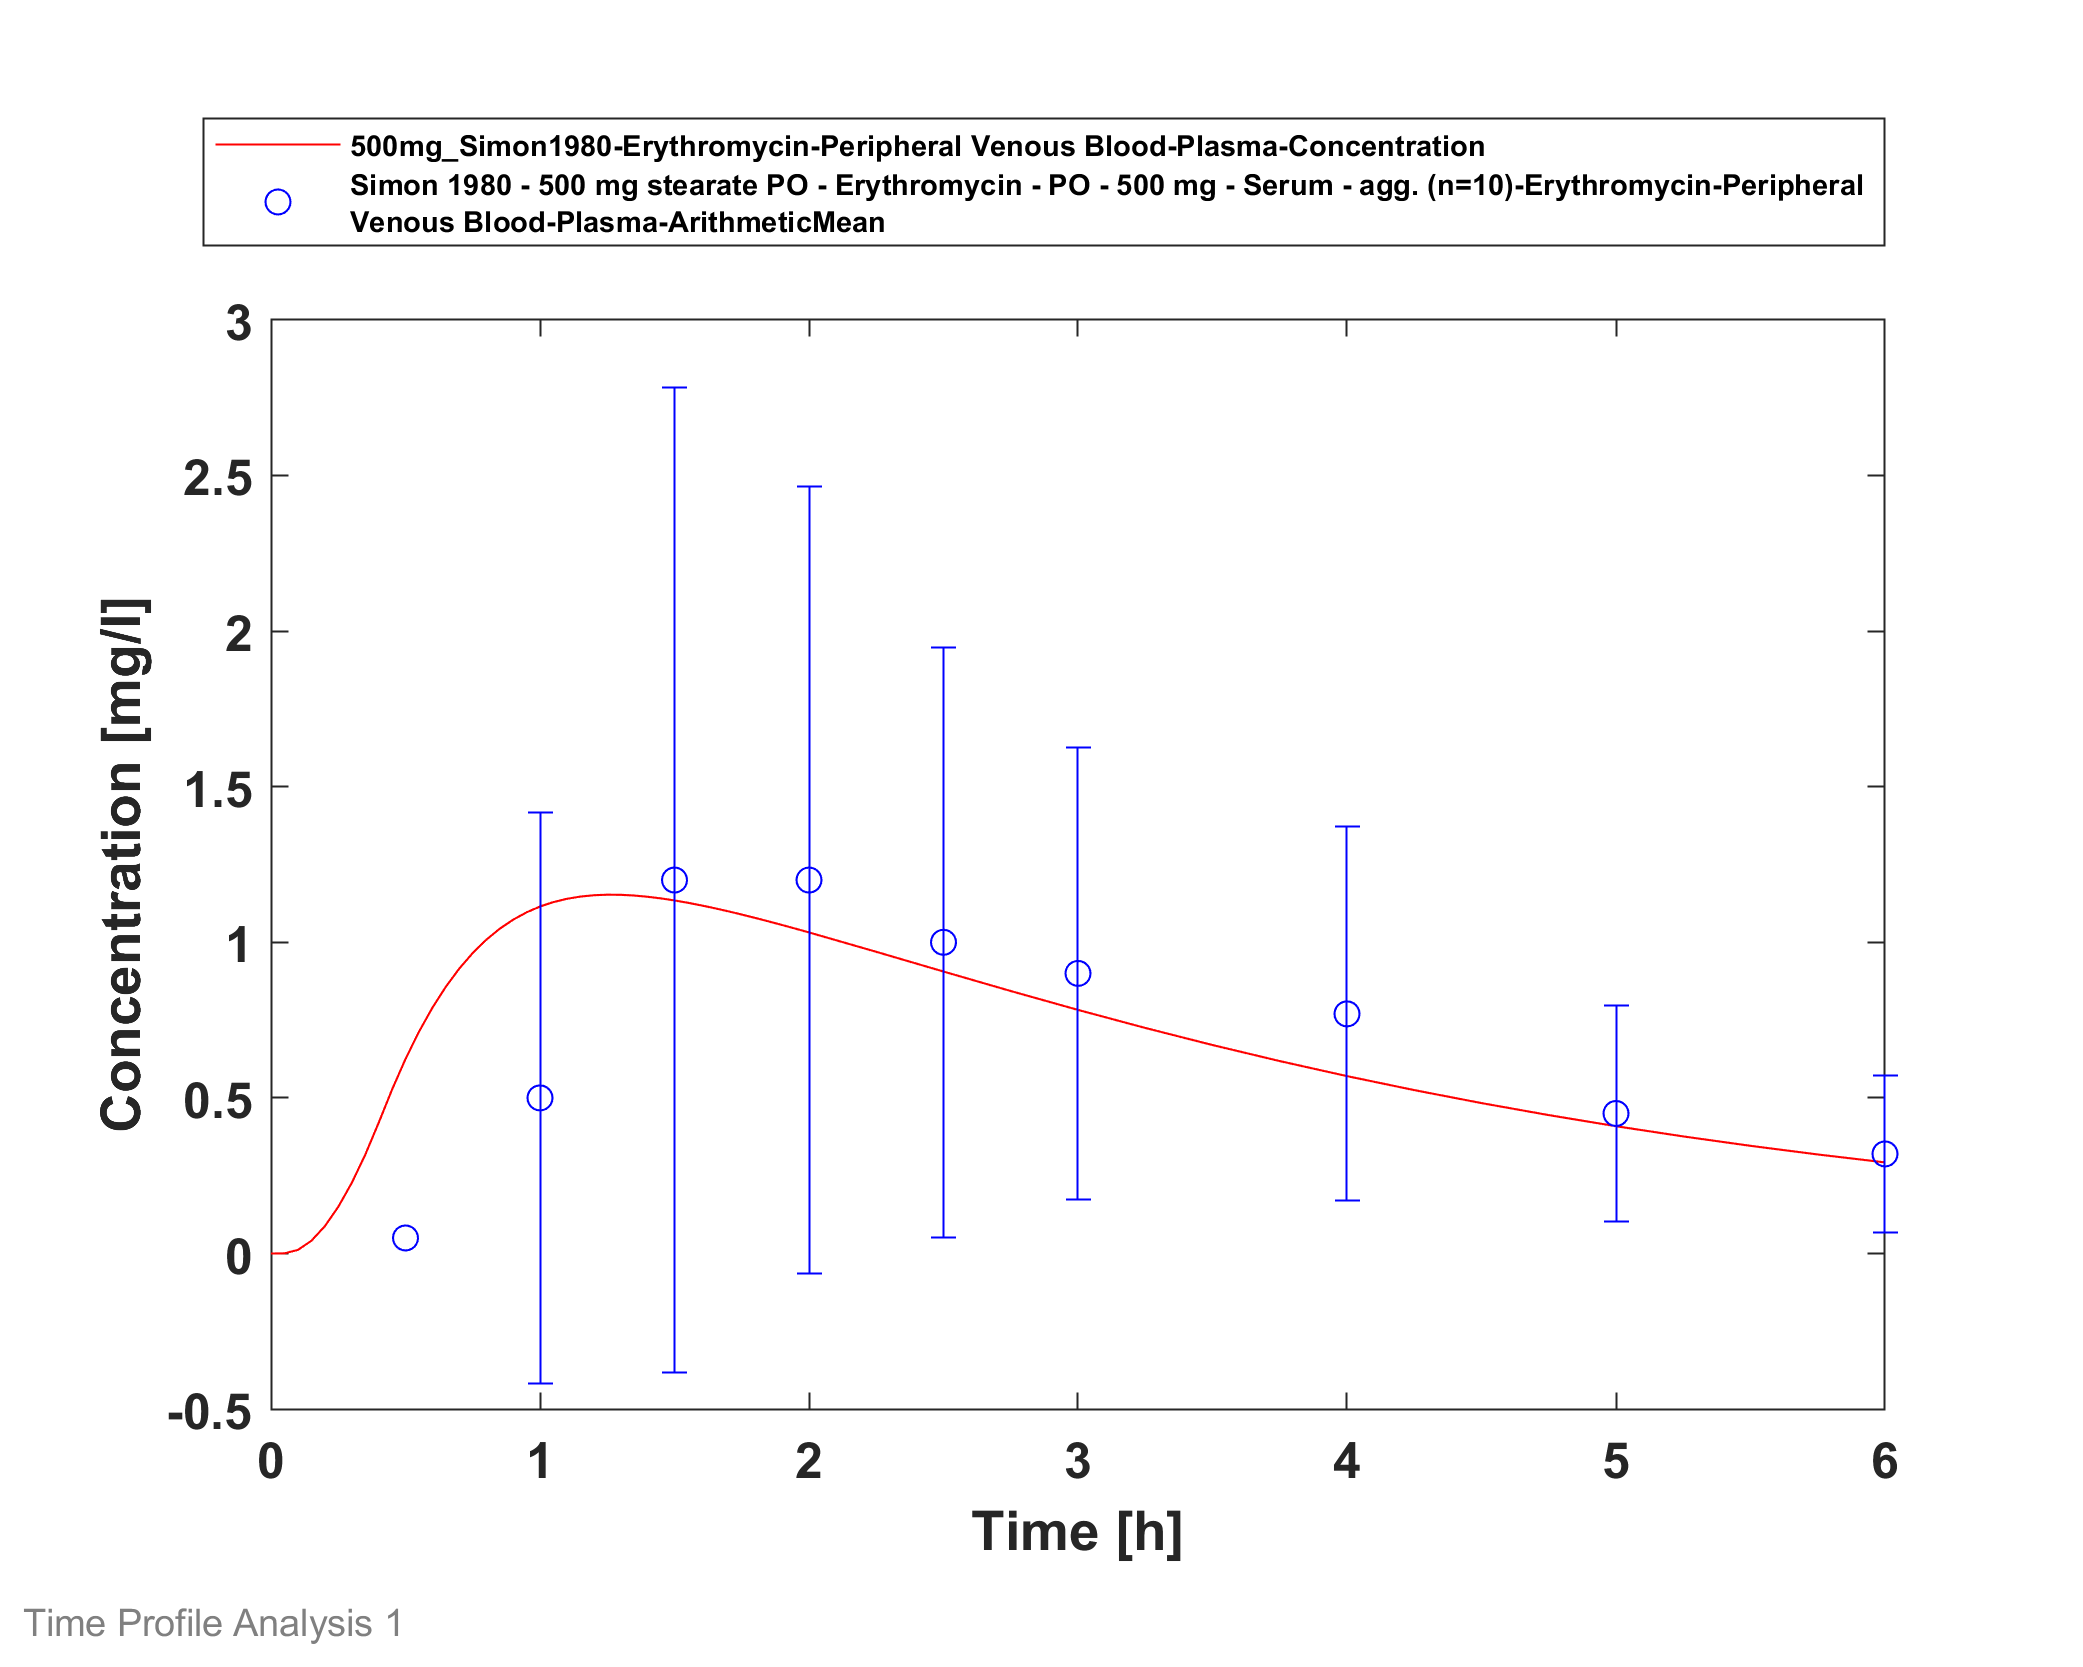 500mg_Simon1980-Erythromycin-Peripheral Venous Blood-Plasma-Concentration
Simon 1980 - 500 mg stearate PO - Erythromycin - PO - 500 mg - Serum - agg. (n=10)-Erythromycin-Peripheral
Venous Blood-Plasma-ArithmeticMean
3
2.5
2
1.5
1
0.5
0
-0.5
Concentration [mg/l]
0 1 2 3 4 5 6
Time [h]
Time Profile Analysis 1